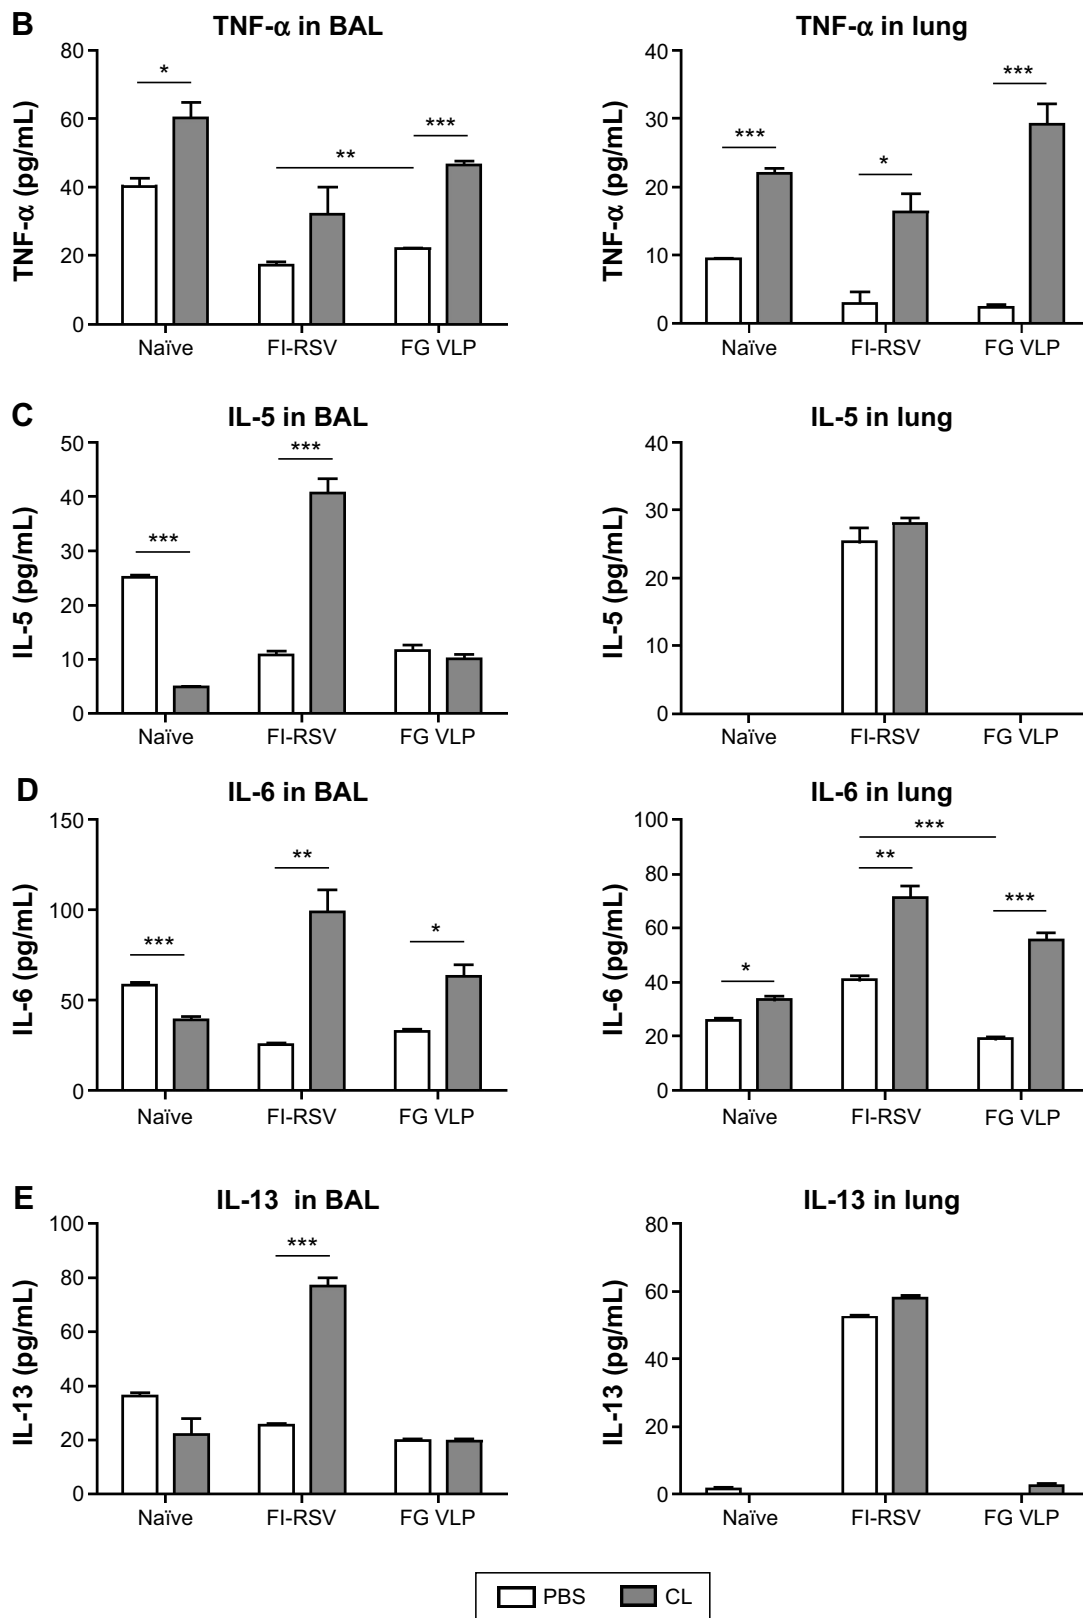 B
TNF-α in BAL
TNF-α (pg/mL)
80
60
40
20
0
*
**
***
Naïve FI-RSV FG VLP
TNF-α in lung
TNF-α (pg/mL)
40
30
20
10
0
***
*
***
Naïve FI-RSV FG VLP
C
IL-5 in BAL
IL-5 (pg/mL)
50
40
30
20
10
0
***
***
Naïve FI-RSV FG VLP
IL-5 in lung
IL-5 (pg/mL)
40
30
20
10
0
Naïve FI-RSV FG VLP
D
IL-6 in BAL
IL-6 (pg/mL)
150
100
50
0
***
**
*
Naïve FI-RSV FG VLP
IL-6 in lung
IL-6 (pg/mL)
100
80
60
40
20
0
*
**
***
***
Naïve FI-RSV FG VLP
E
IL-13 in BAL
IL-13 (pg/mL)
100
80
60
40
20
0
***
Naïve FI-RSV FG VLP
IL-13 in lung
IL-13 (pg/mL)
80
60
40
20
0
Naïve FI-RSV FG VLP
PBS CL